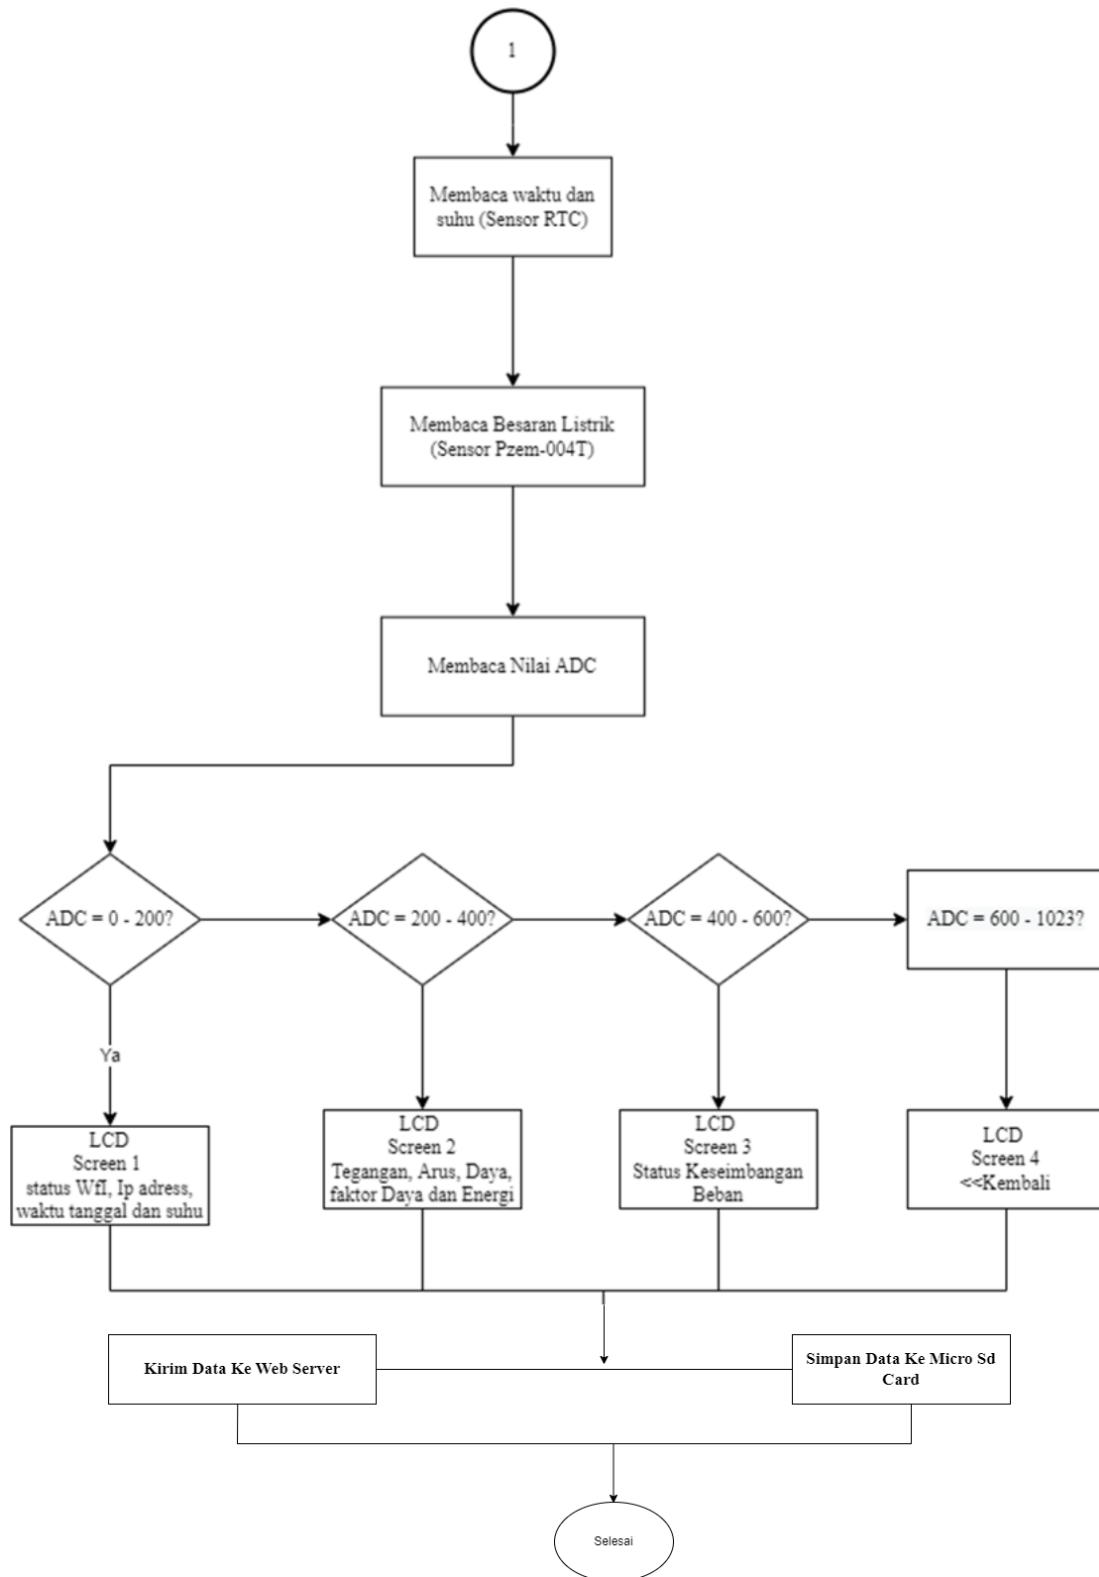 1
Membaca waktu dan
suhu (Sensor RTC)
Membaca Besaran Listrik
(Sensor Pzem-004T)
Membaca Nilai ADC
ADC = 0 - 200?
ADC = 200 - 400?
ADC = 400 - 600?
ADC = 600 - 1023?
Ya
LCD
Screen 1
status WfI, Ip adress,
waktu tanggal dan suhu
LCD
Screen 2
Tegangan, Arus, Daya,
faktor Daya dan Energi
LCD
Screen 3
Status Keseimbangan
Beban
LCD
Screen 4
<<Kembali
Kirim Data Ke Web Server
Simpan Data Ke Micro Sd
Card
Selesai